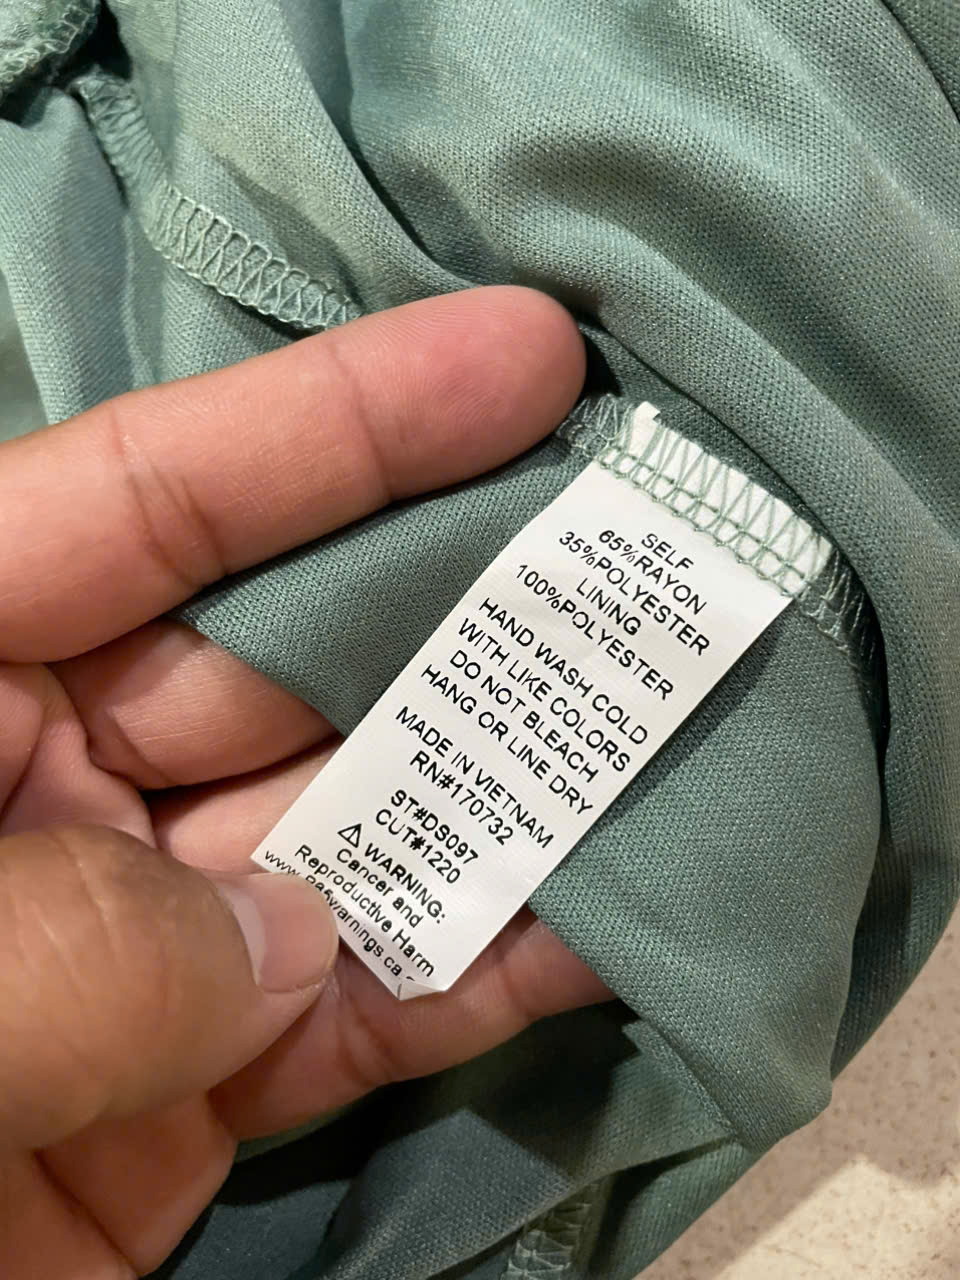 SELF
65%RAYON
35%POLYESTER
LINING
100%POLYESTER
HAND WASH COLD
WITH LIKE COLORS
DO NOT BLEACH
HANG OR LINE DRY
MADE IN VIETNAM
RN#170732
ST#DS097
CUT#1220
⚠ WARNING:
Cancer and
Reproductive Harm